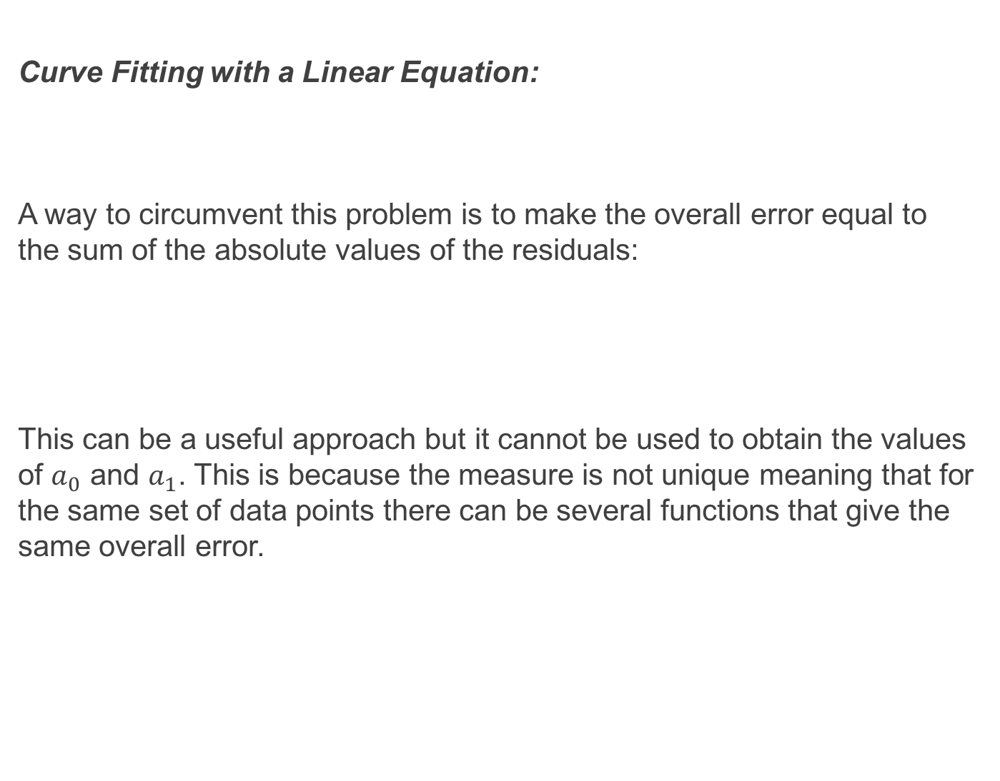 Curve Fitting with a Linear Equation:
A way to circumvent this problem is to make the overall error equal to
the sum of the absolute values of the residuals:
This can be a useful approach but it cannot be used to obtain the values
of 𝑎₀ and 𝑎₁. This is because the measure is not unique meaning that for
the same set of data points there can be several functions that give the
same overall error.